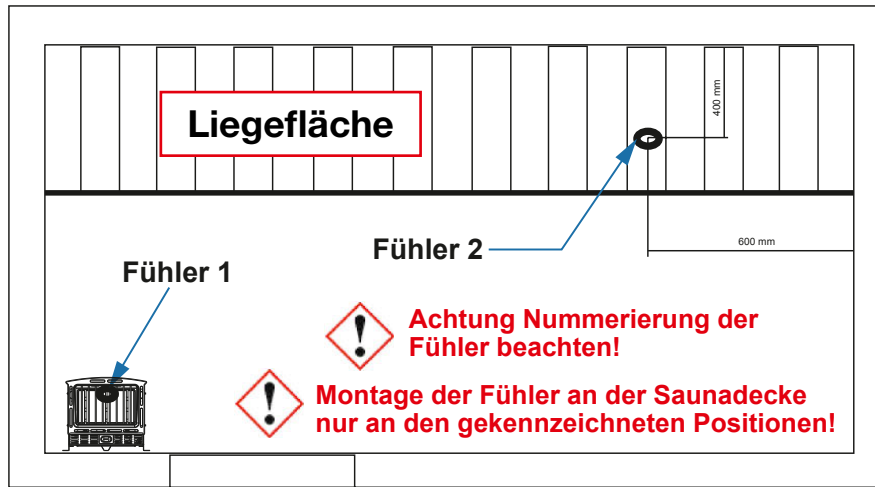 Liegefläche
400 mm
Fühler 2
600 mm
Fühler 1
Achtung Nummerierung der
Fühler beachten!
Montage der Fühler an der Saunadecke
nur an den gekennzeichneten Positionen!